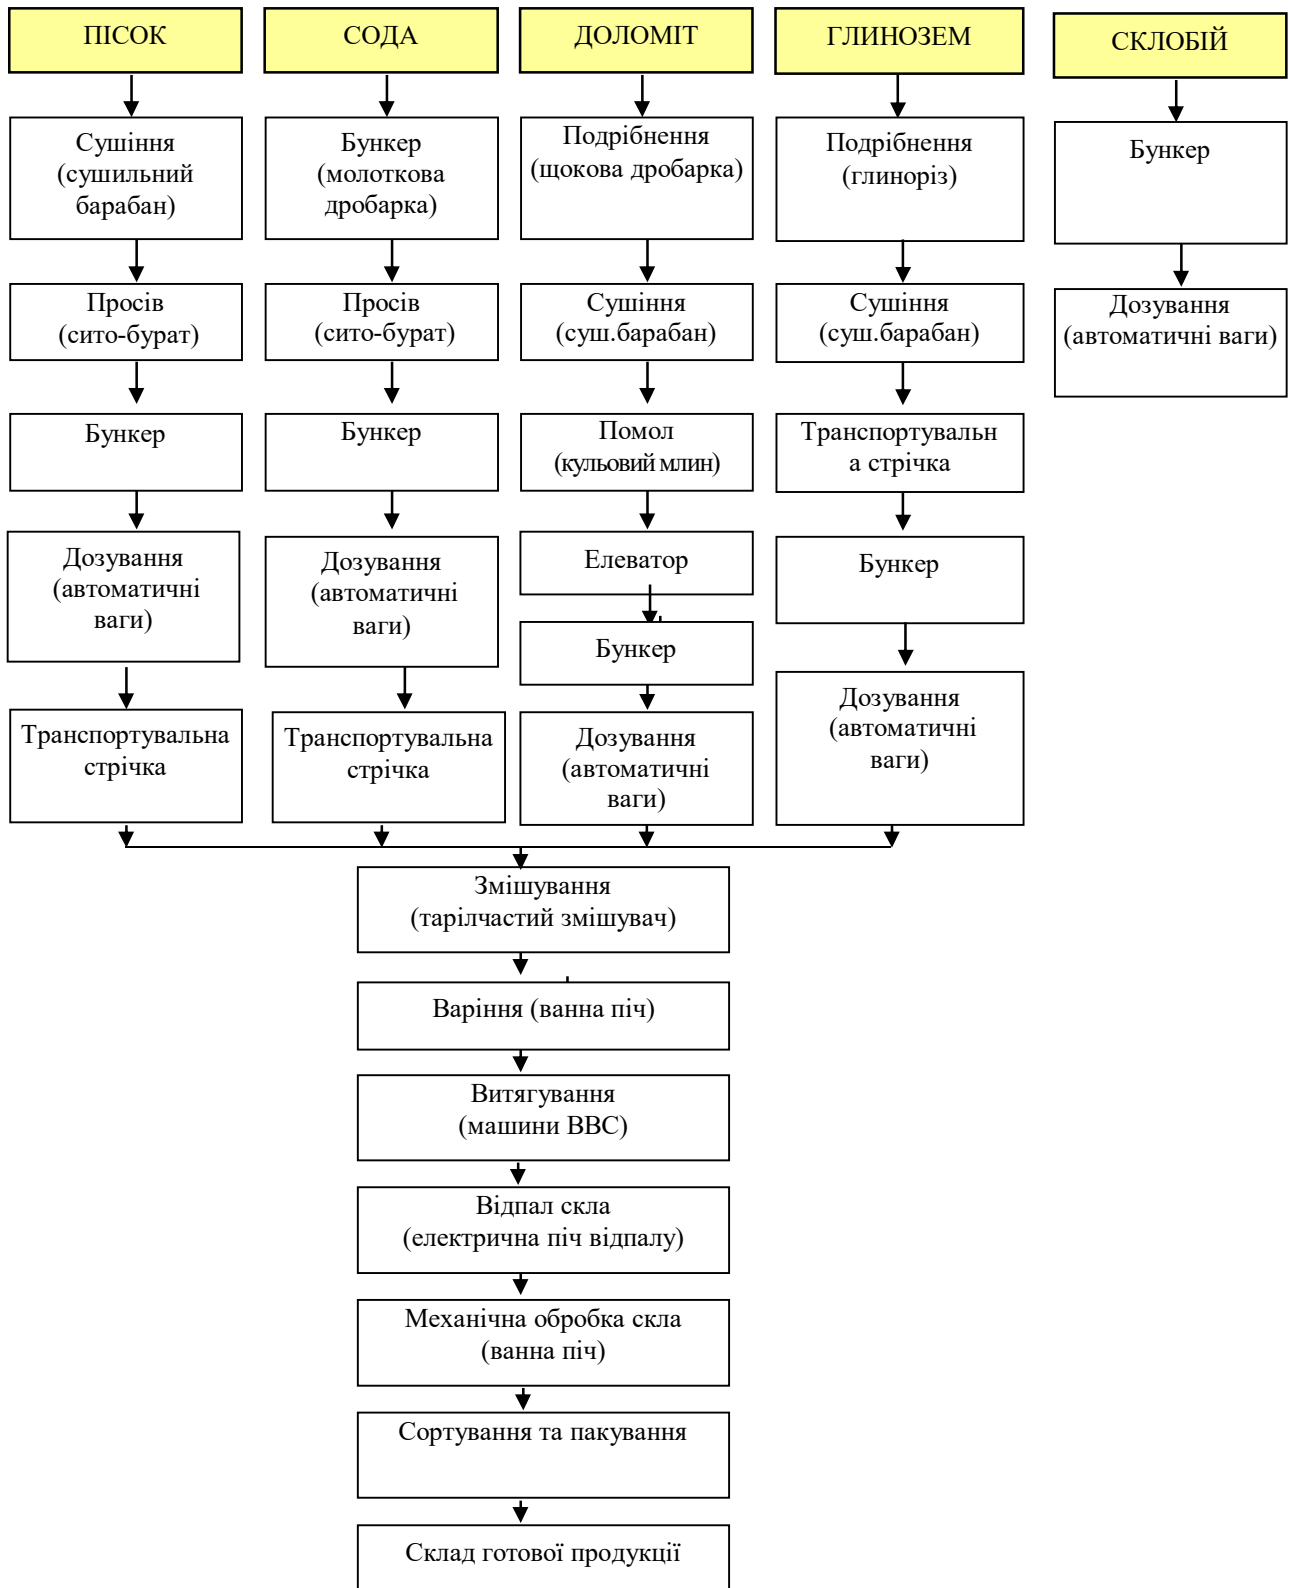 ПІСОК
СОДА
ДОЛОМІТ
ГЛИНОЗЕМ
СКЛОБІЙ
Сушіння
(сушильний
барабан)
Бункер
(молоткова
дробарка)
Подрібнення
(щокова дробарка)
Подрібнення
(глиноріз)
Бункер
Просів
(сито-бурат)
Просів
(сито-бурат)
Сушіння
(суш.барабан)
Сушіння
(суш.барабан)
Дозування
(автоматичні ваги)
Бункер
Бункер
Помол
(кульовий млин)
Транспортувальн
а стрічка
Дозування
(автоматичні
ваги)
Дозування
(автоматичні
ваги)
Елеватор
Бункер
Бункер
Транспортувальна
стрічка
Транспортувальна
стрічка
Дозування
(автоматичні
ваги)
Дозування
(автоматичні
ваги)
Змішування
(тарілчастий змішувач)
Варіння (ванна піч)
Витягування
(машини ВВС)
Відпал скла
(електрична піч відпалу)
Механічна обробка скла
(ванна піч)
Сортування та пакування
Склад готової продукції